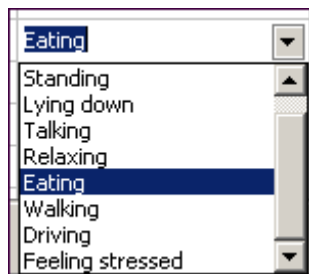 Eating
Standing
Lying down
Talking
Relaxing
Eating
Walking
Driving
Feeling stressed